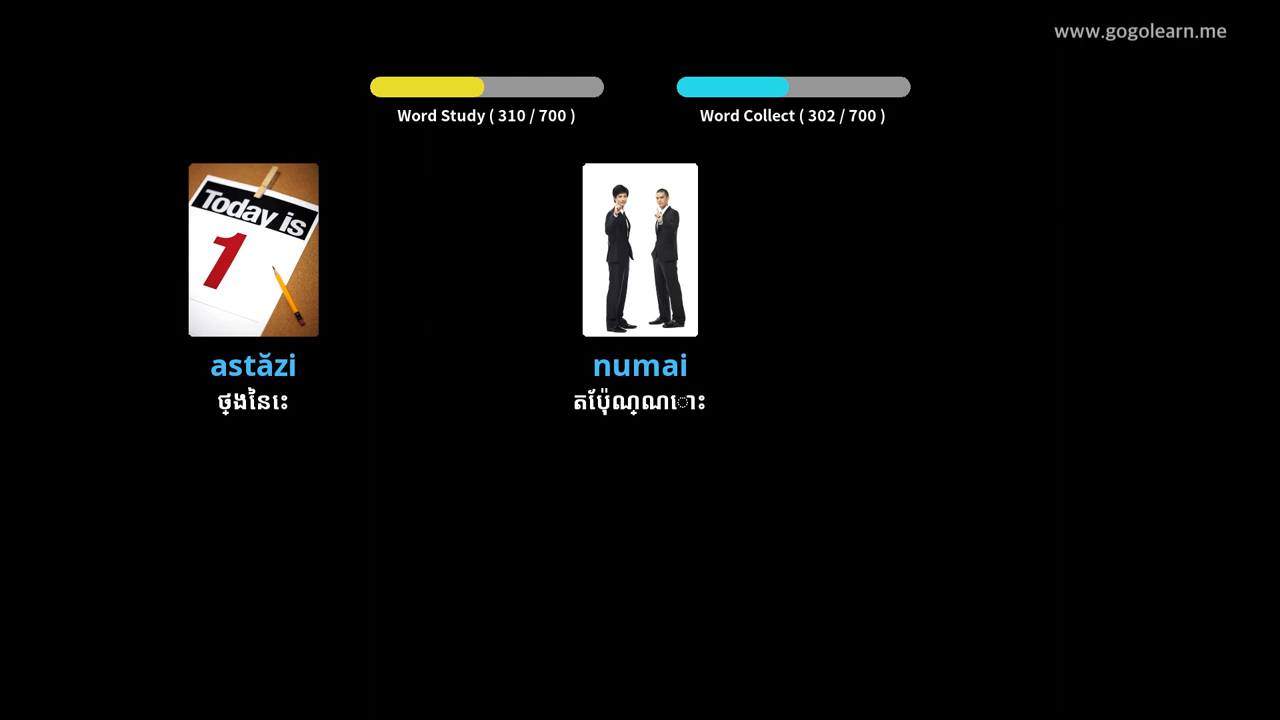 www.gogolearn.me
Word Study ( 310 / 700 )
Word Collect ( 302 / 700 )
Today is
1
astăzi
numai
ថ្ងៃនេះ
តែប៉ុណ្ណោះ